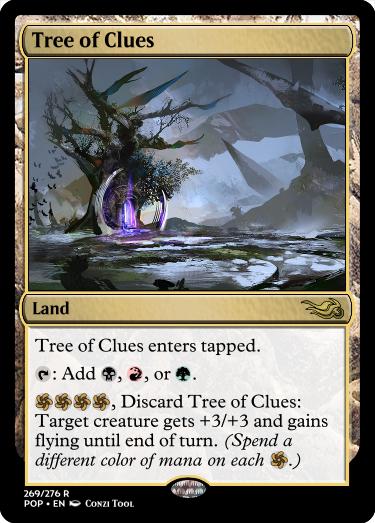 Tree of Clues
Land
Tree of Clues enters tapped.
: Add , , or .
, Discard Tree of Clues:
Target creature gets +3/+3 and gains
flying until end of turn. (Spend a
different color of mana on each .)
269/276 R
POP • EN Conzi Tool